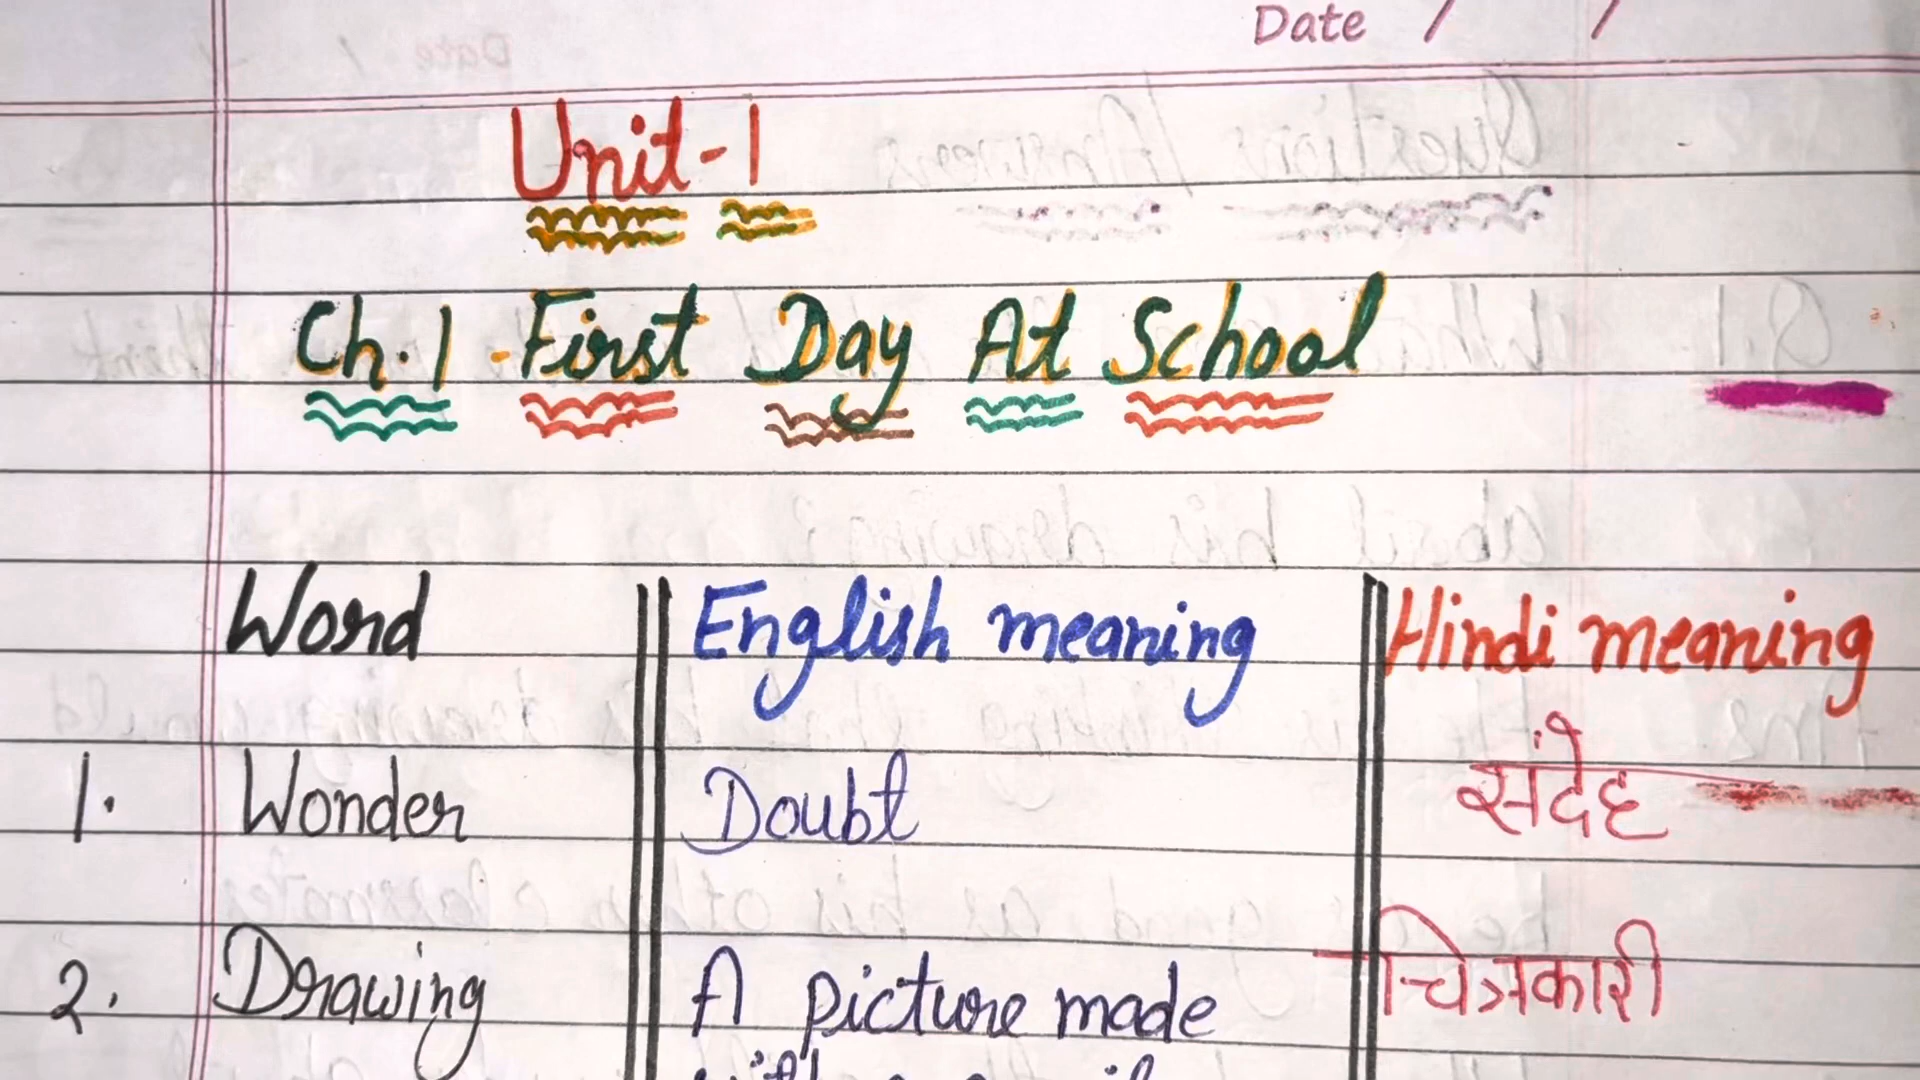 Date / /
Unit-1
Ch.1 -First Day At School
Word English meaning Hindi meaning
1. Wonder Doubt संदेह
2. Drawing A picture made चित्रकारी